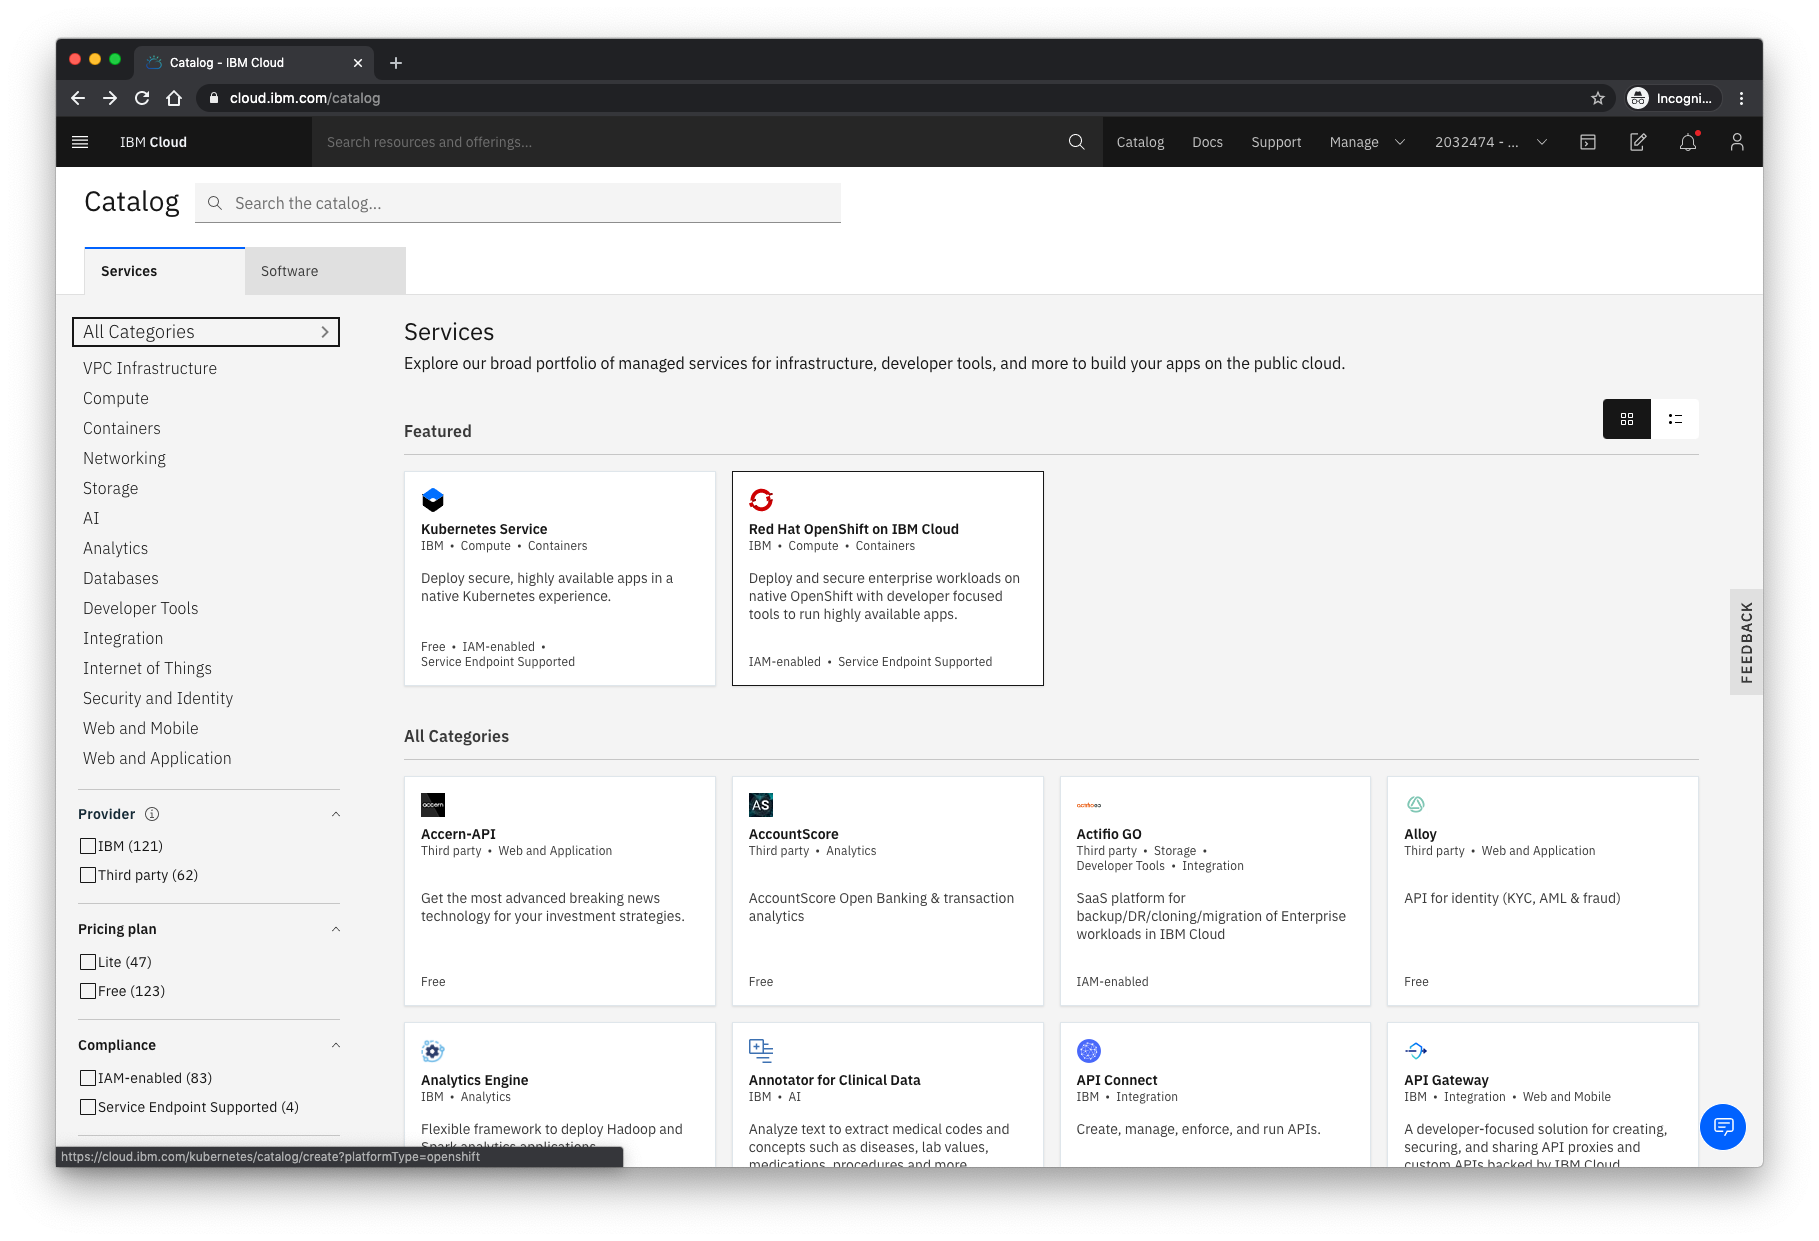 Catalog - IBM Cloud
cloud.ibm.com/catalog
Incogni...
IBM Cloud
Search resources and offerings...
Catalog
Docs
Support
Manage
2032474 - ...
Catalog
Search the catalog...
Services
Software
All Categories
VPC Infrastructure
Compute
Containers
Networking
Storage
AI
Analytics
Databases
Developer Tools
Integration
Internet of Things
Security and Identity
Web and Mobile
Web and Application
Provider
IBM (121)
Third party (62)
Pricing plan
Lite (47)
Free (123)
Compliance
IAM-enabled (83)
Service Endpoint Supported (4)
https://cloud.ibm.com/kubernetes/catalog/create?platformType=openshift
Services
Explore our broad portfolio of managed services for infrastructure, developer tools, and more to build your apps on the public cloud.
Featured
Kubernetes Service
IBM • Compute • Containers
Deploy secure, highly available apps in a
native Kubernetes experience.
Free • IAM-enabled •
Service Endpoint Supported
Red Hat OpenShift on IBM Cloud
IBM • Compute • Containers
Deploy and secure enterprise workloads on
native OpenShift with developer focused
tools to run highly available apps.
IAM-enabled • Service Endpoint Supported
All Categories
accern
Accern-API
Third party • Web and Application
Get the most advanced breaking news
technology for your investment strategies.
Free
AS
AccountScore
Third party • Analytics
AccountScore Open Banking & transaction
analytics
Free
Actifio GO
Third party • Storage •
Developer Tools • Integration
SaaS platform for
backup/DR/cloning/migration of Enterprise
workloads in IBM Cloud
IAM-enabled
Alloy
Third party • Web and Application
API for identity (KYC, AML & fraud)
Free
Analytics Engine
IBM • Analytics
Flexible framework to deploy Hadoop and
Spark analytics applications.
Annotator for Clinical Data
IBM • AI
Analyze text to extract medical codes and
concepts such as diseases, lab values,
medications, procedures and more
API Connect
IBM • Integration
Create, manage, enforce, and run APIs.
API Gateway
IBM • Integration • Web and Mobile
A developer-focused solution for creating,
securing, and sharing API proxies and
custom APIs backed by IBM Cloud
FEEDBACK